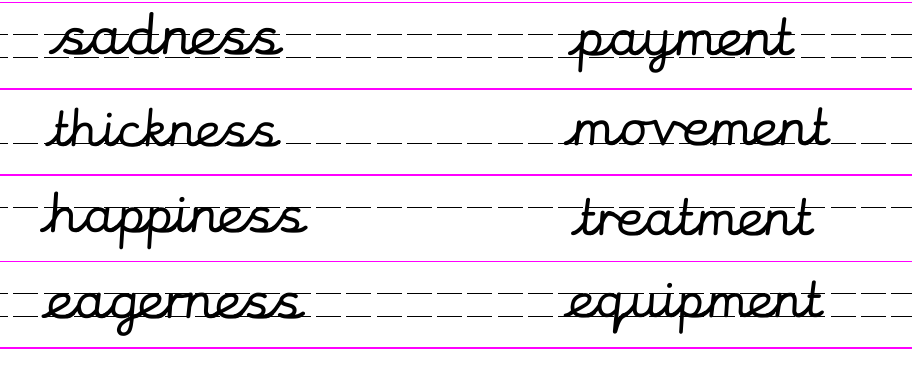 sadness payment
thickness movement
happiness treatment
eagerness equipment